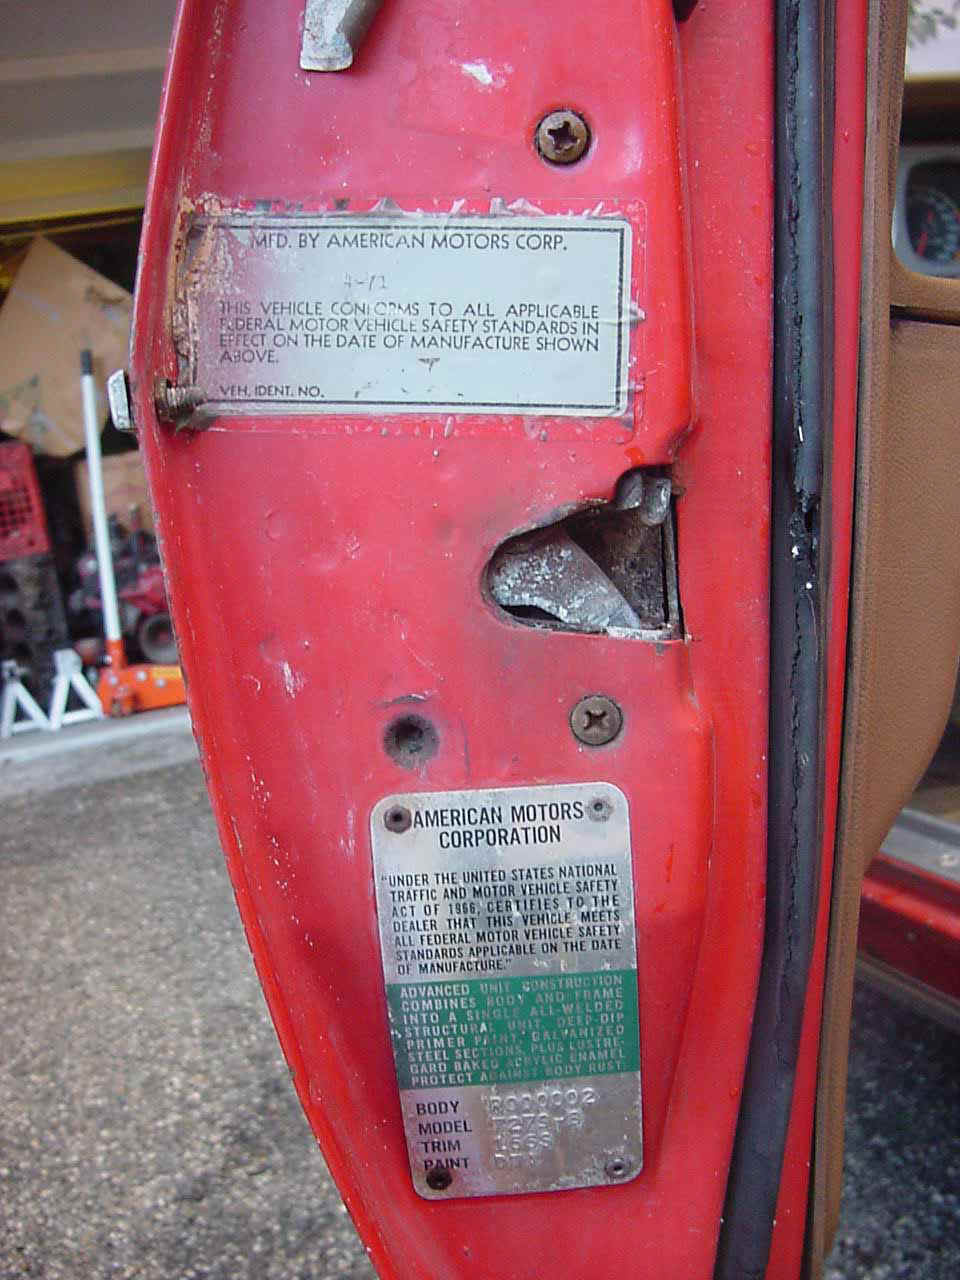 MFD. BY AMERICAN MOTORS CORP.
THIS VEHICLE CONFORMS TO ALL APPLICABLE
FEDERAL MOTOR VEHICLE SAFETY STANDARDS IN
EFFECT ON THE DATE OF MANUFACTURE SHOWN
ABOVE.
VEH. IDENT. NO.
AMERICAN MOTORS
CORPORATION
"UNDER THE UNITED STATES NATIONAL
TRAFFIC AND MOTOR VEHICLE SAFETY
ACT OF 1966, CERTIFIES TO THE
DEALER THAT THIS VEHICLE MEETS
ALL FEDERAL MOTOR VEHICLE SAFETY
STANDARDS APPLICABLE ON THE DATE
OF MANUFACTURE."
ADVANCED UNIT CONSTRUCTION
COMBINES BODY AND FRAME
INTO A SINGLE ALL-WELDED
STRUCTURAL UNIT. DEEP-DIP
PRIMER PAINT, GALVANIZED
STEEL SECTIONS, PLUS LUSTRE-
GARD BAKED ACRYLIC ENAMEL
PROTECT AGAINST BODY RUST.
BODY R000002
MODEL
TRIM 166S
PAINT